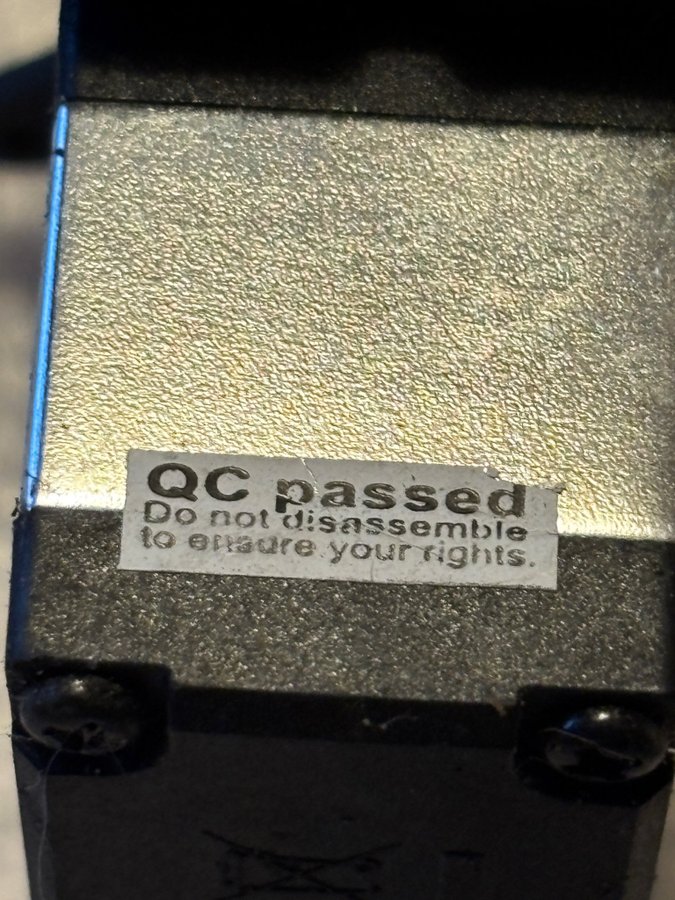 QC passed
Do not disassemble
to ensure your rights.